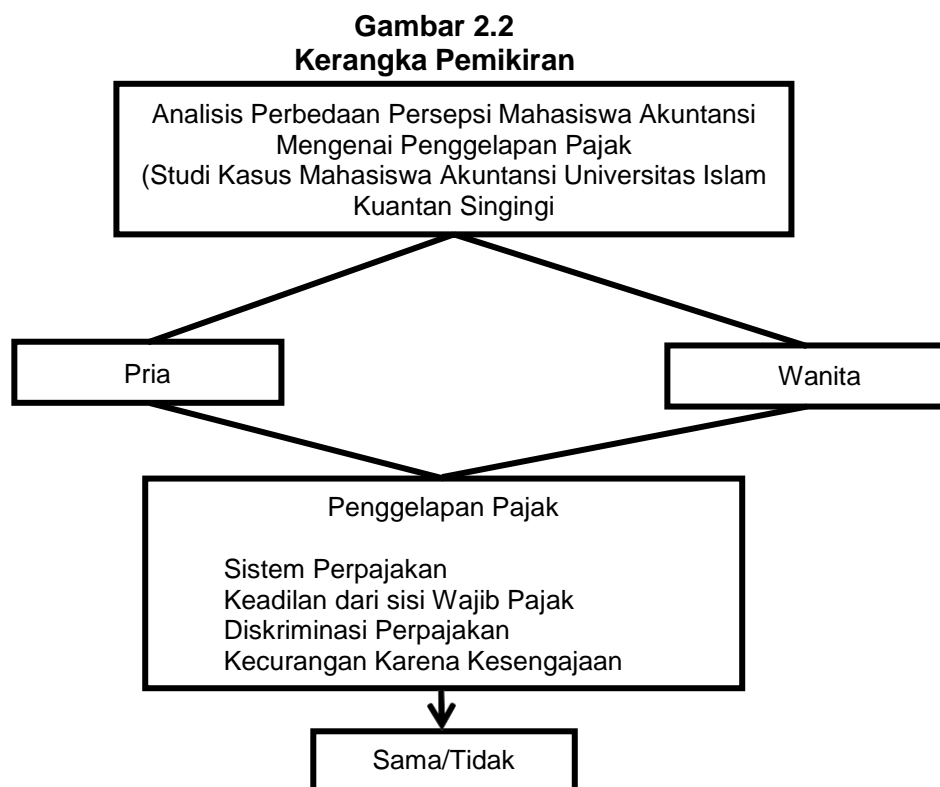 Gambar 2.2
Kerangka Pemikiran
Analisis Perbedaan Persepsi Mahasiswa Akuntansi
Mengenai Penggelapan Pajak
(Studi Kasus Mahasiswa Akuntansi Universitas Islam
Kuantan Singingi
Pria
Wanita
Penggelapan Pajak
Sistem Perpajakan
Keadilan dari sisi Wajib Pajak
Diskriminasi Perpajakan
Kecurangan Karena Kesengajaan
Sama/Tidak